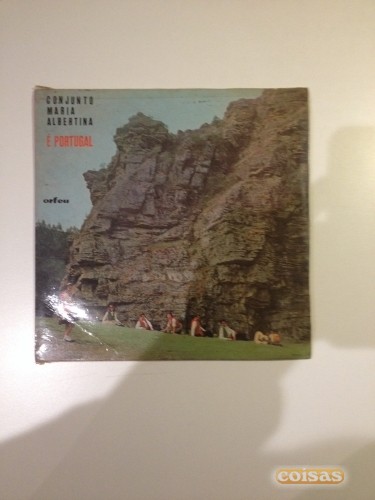 CONJUNTO
MARIA
ALBERTINA
É PORTUGAL
orfeu
coisas